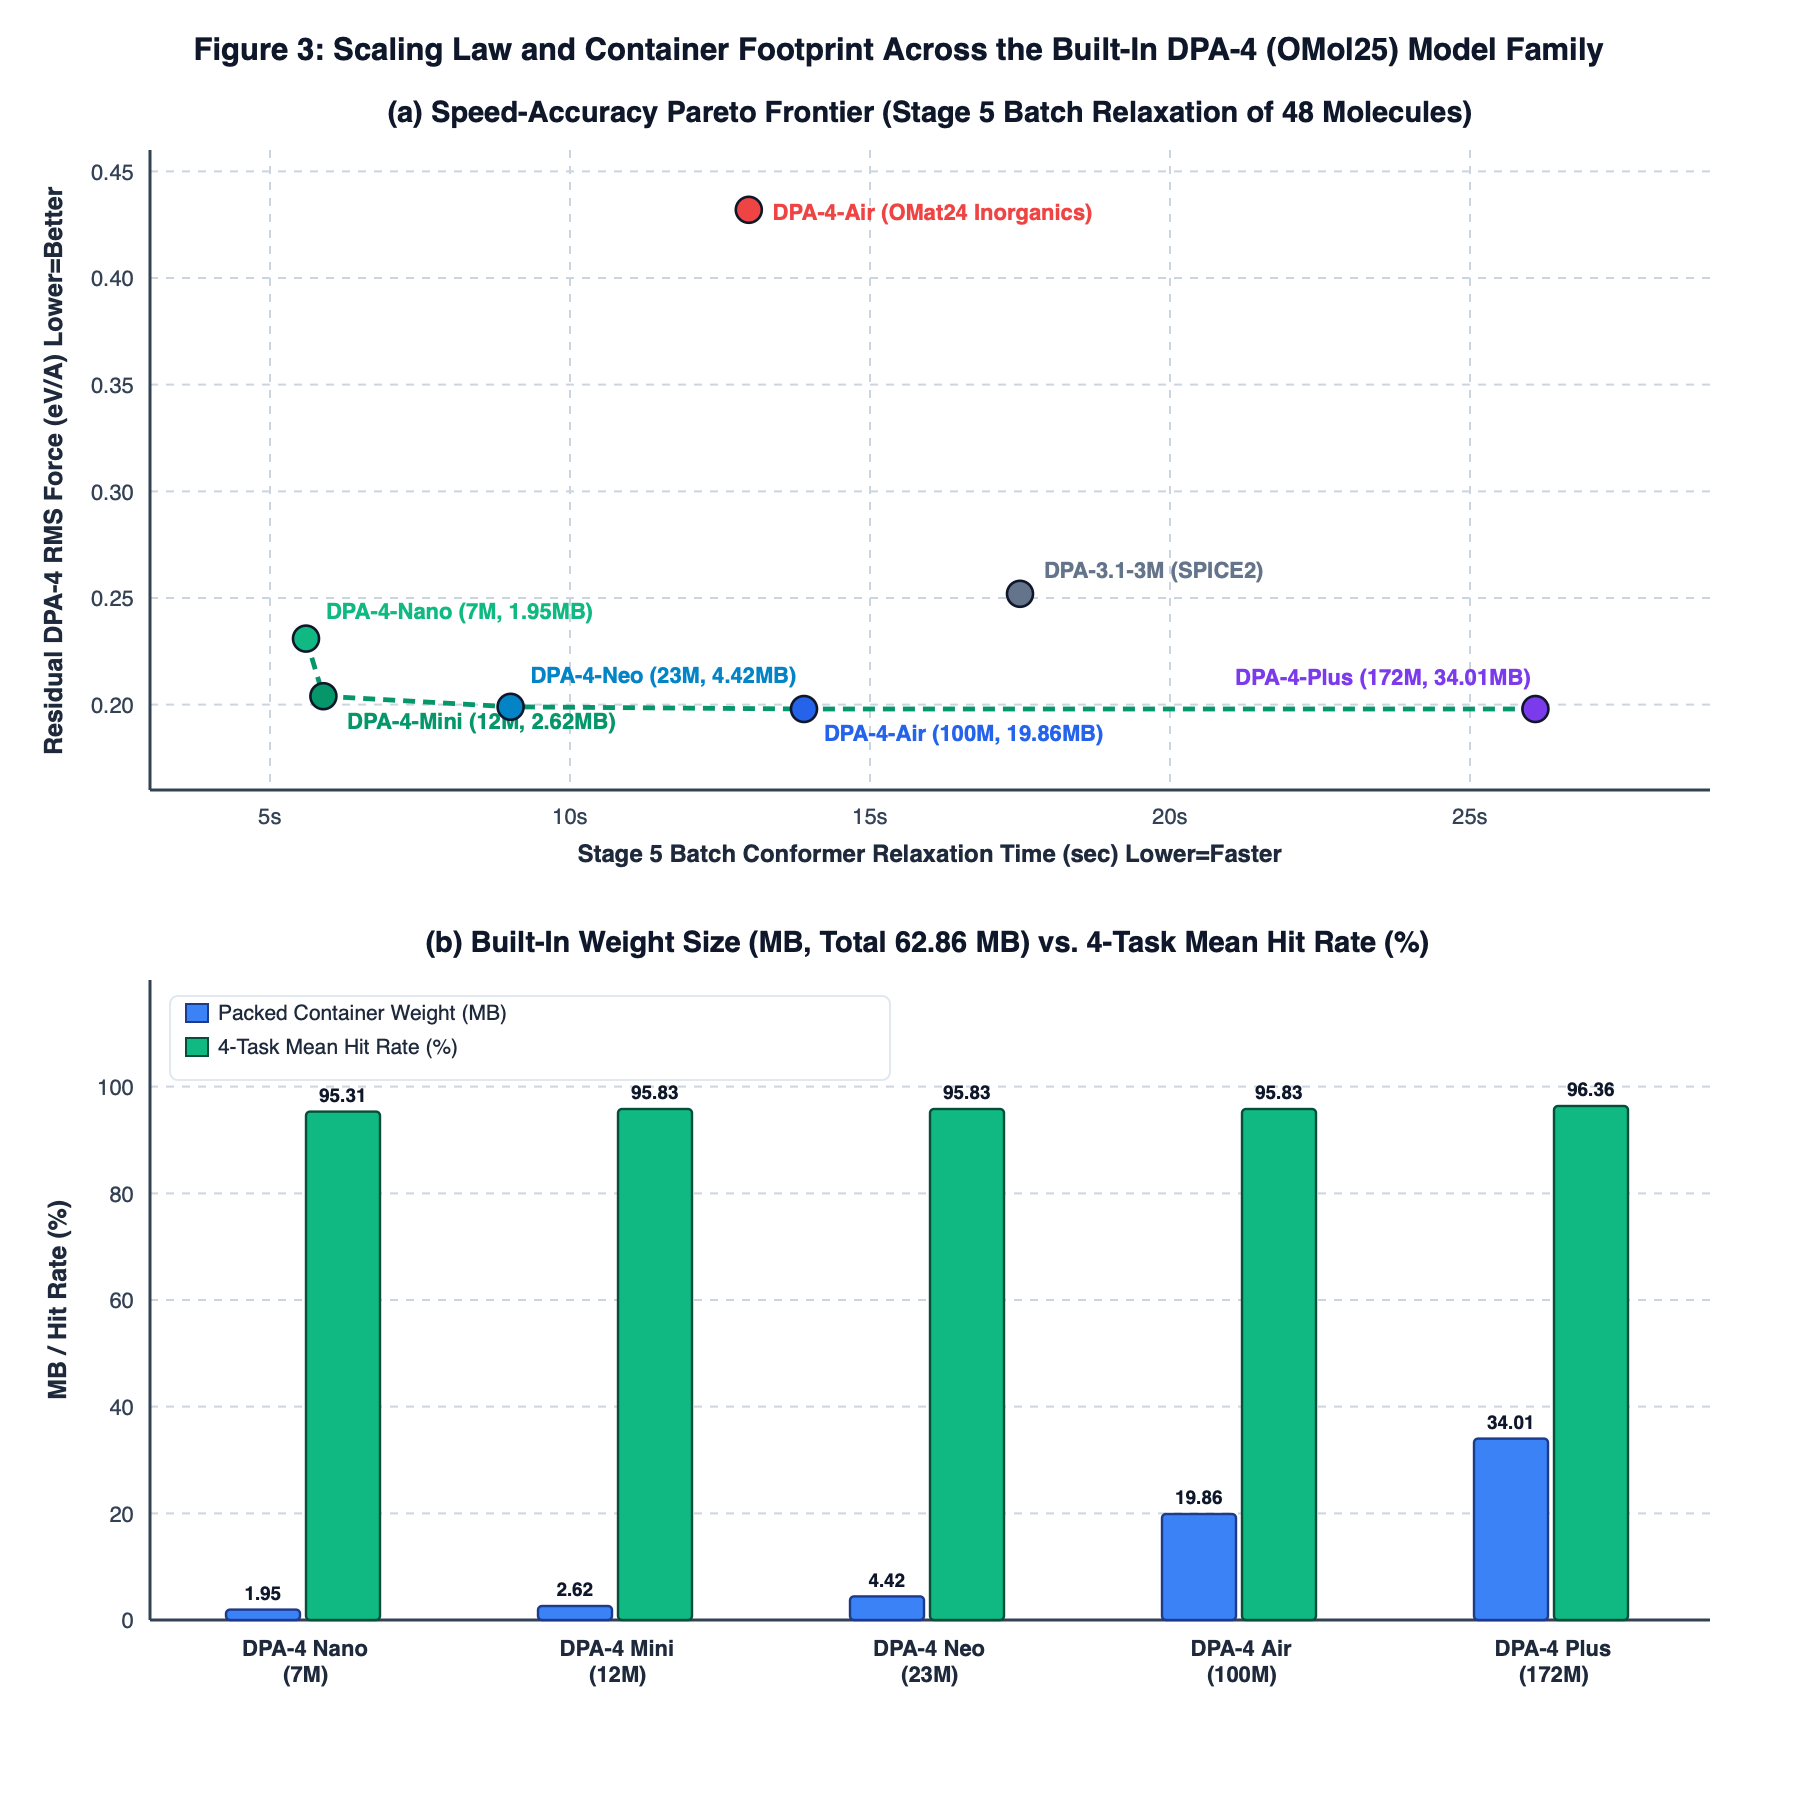 Figure 3: Scaling Law and Container Footprint Across the Built-In DPA-4 (OMol25) Model Family
(a) Speed-Accuracy Pareto Frontier (Stage 5 Batch Relaxation of 48 Molecules)
Residual DPA-4 RMS Force (eV/A) Lower=Better
0.45
0.40
0.35
0.30
0.25
0.20
DPA-4-Air (OMat24 Inorganics)
DPA-3.1-3M (SPICE2)
DPA-4-Nano (7M, 1.95MB)
DPA-4-Neo (23M, 4.42MB)
DPA-4-Plus (172M, 34.01MB)
DPA-4-Mini (12M, 2.62MB)
DPA-4-Air (100M, 19.86MB)
5s
10s
15s
20s
25s
Stage 5 Batch Conformer Relaxation Time (sec) Lower=Faster
(b) Built-In Weight Size (MB, Total 62.86 MB) vs. 4-Task Mean Hit Rate (%)
Packed Container Weight (MB)
4-Task Mean Hit Rate (%)
MB / Hit Rate (%)
100
80
60
40
20
0
1.95
95.31
2.62
95.83
4.42
95.83
19.86
95.83
34.01
96.36
DPA-4 Nano
(7M)
DPA-4 Mini
(12M)
DPA-4 Neo
(23M)
DPA-4 Air
(100M)
DPA-4 Plus
(172M)